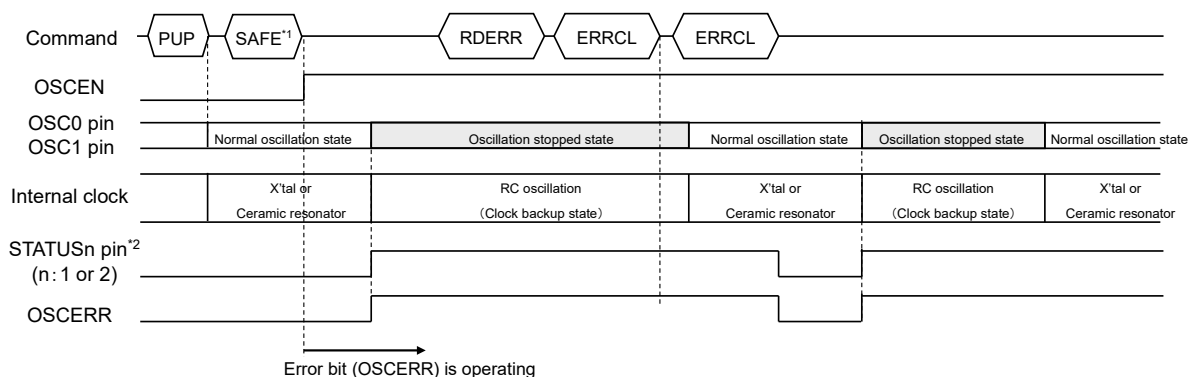 Command PUP SAFE*1 RDERR ERRCL ERRCL
OSCEN
OSC0 pin
OSC1 pin
Normal oscillation state Oscillation stopped state Normal oscillation state Oscillation stopped state Normal oscillation state
Internal clock
X'tal or RC oscillation X'tal or RC oscillation X'tal or
Ceramic resonator (Clock backup state) Ceramic resonator (Clock backup state) Ceramic resonator
STATUSn pin*2
(n: 1 or 2)
OSCERR
Error bit (OSCERR) is operating